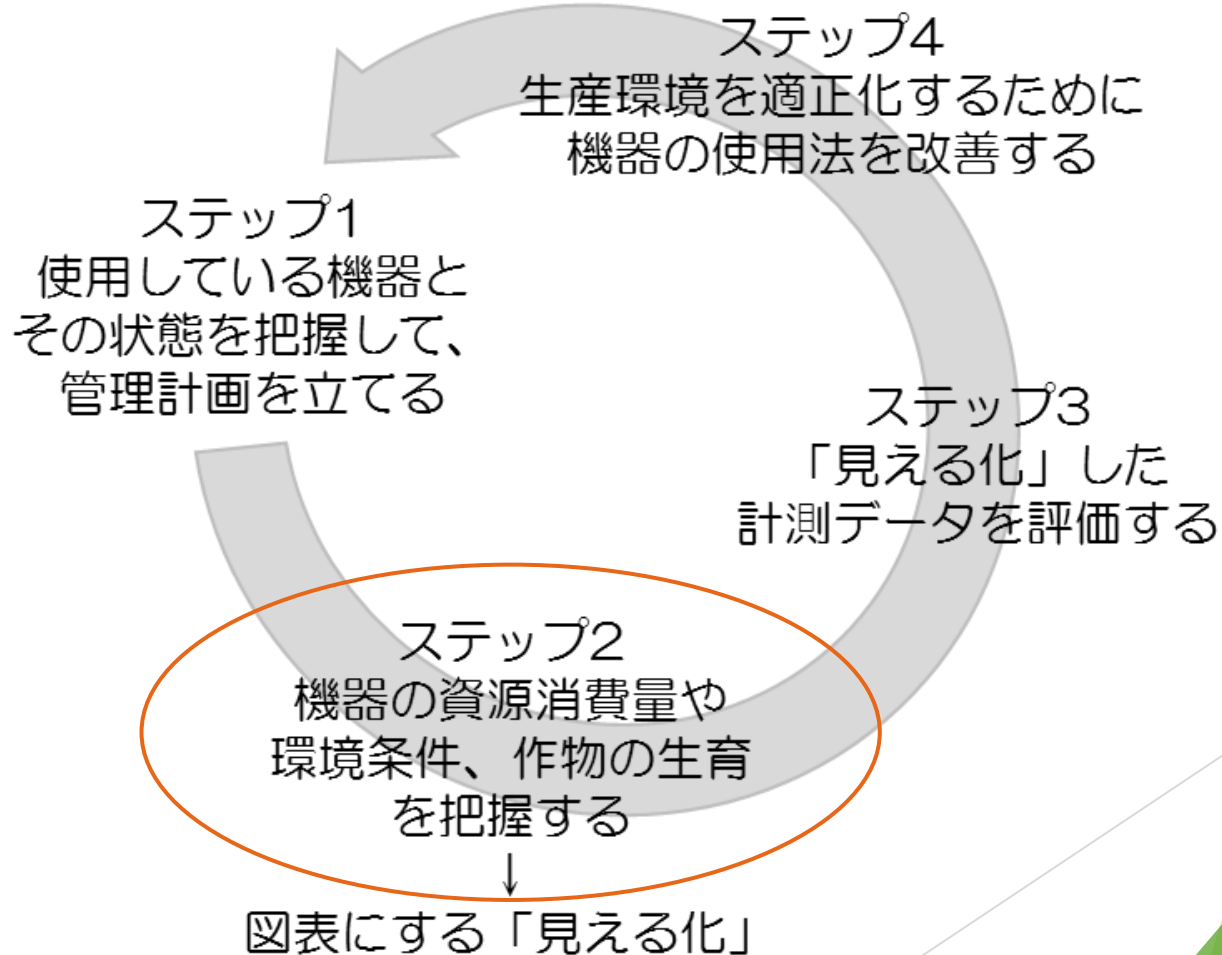 ステップ4
生産環境を適正化するために
機器の使用法を改善する
ステップ1
使用している機器と
その状態を把握して、
管理計画を立てる
ステップ3
「見える化」した
計測データを評価する
ステップ2
機器の資源消費量や
環境条件、作物の生育
を把握する
↓
図表にする「見える化」